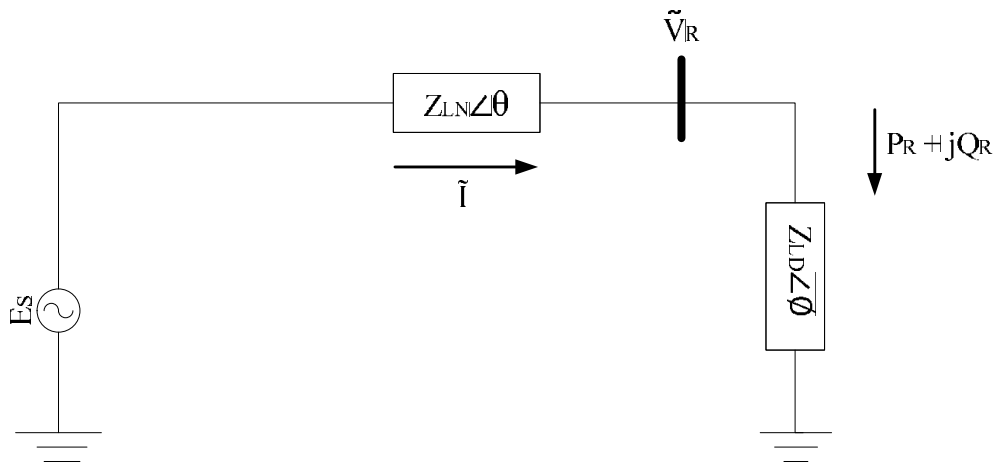 ṼR
ZLN∠θ
PR + jQR
Ĩ
ZLD∠ϕ
ES